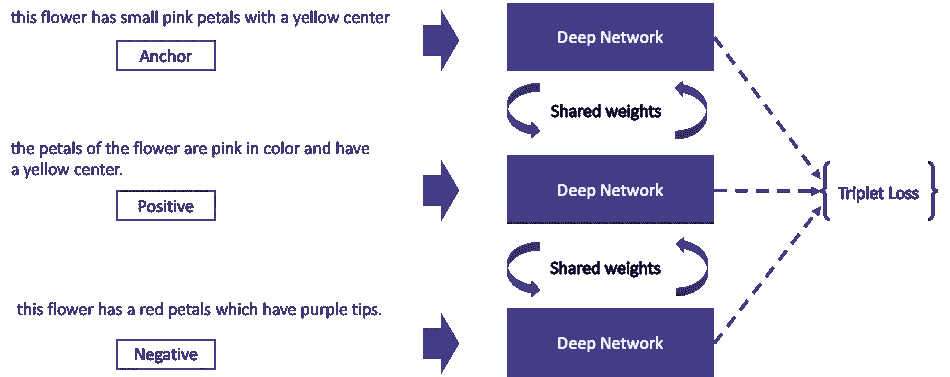 this flower has small pink petals with a yellow center
Anchor
Deep Network
Shared weights
the petals of the flower are pink in color and have
a yellow center.
Positive
Deep Network
Triplet Loss
Shared weights
this flower has a red petals which have purple tips.
Negative
Deep Network